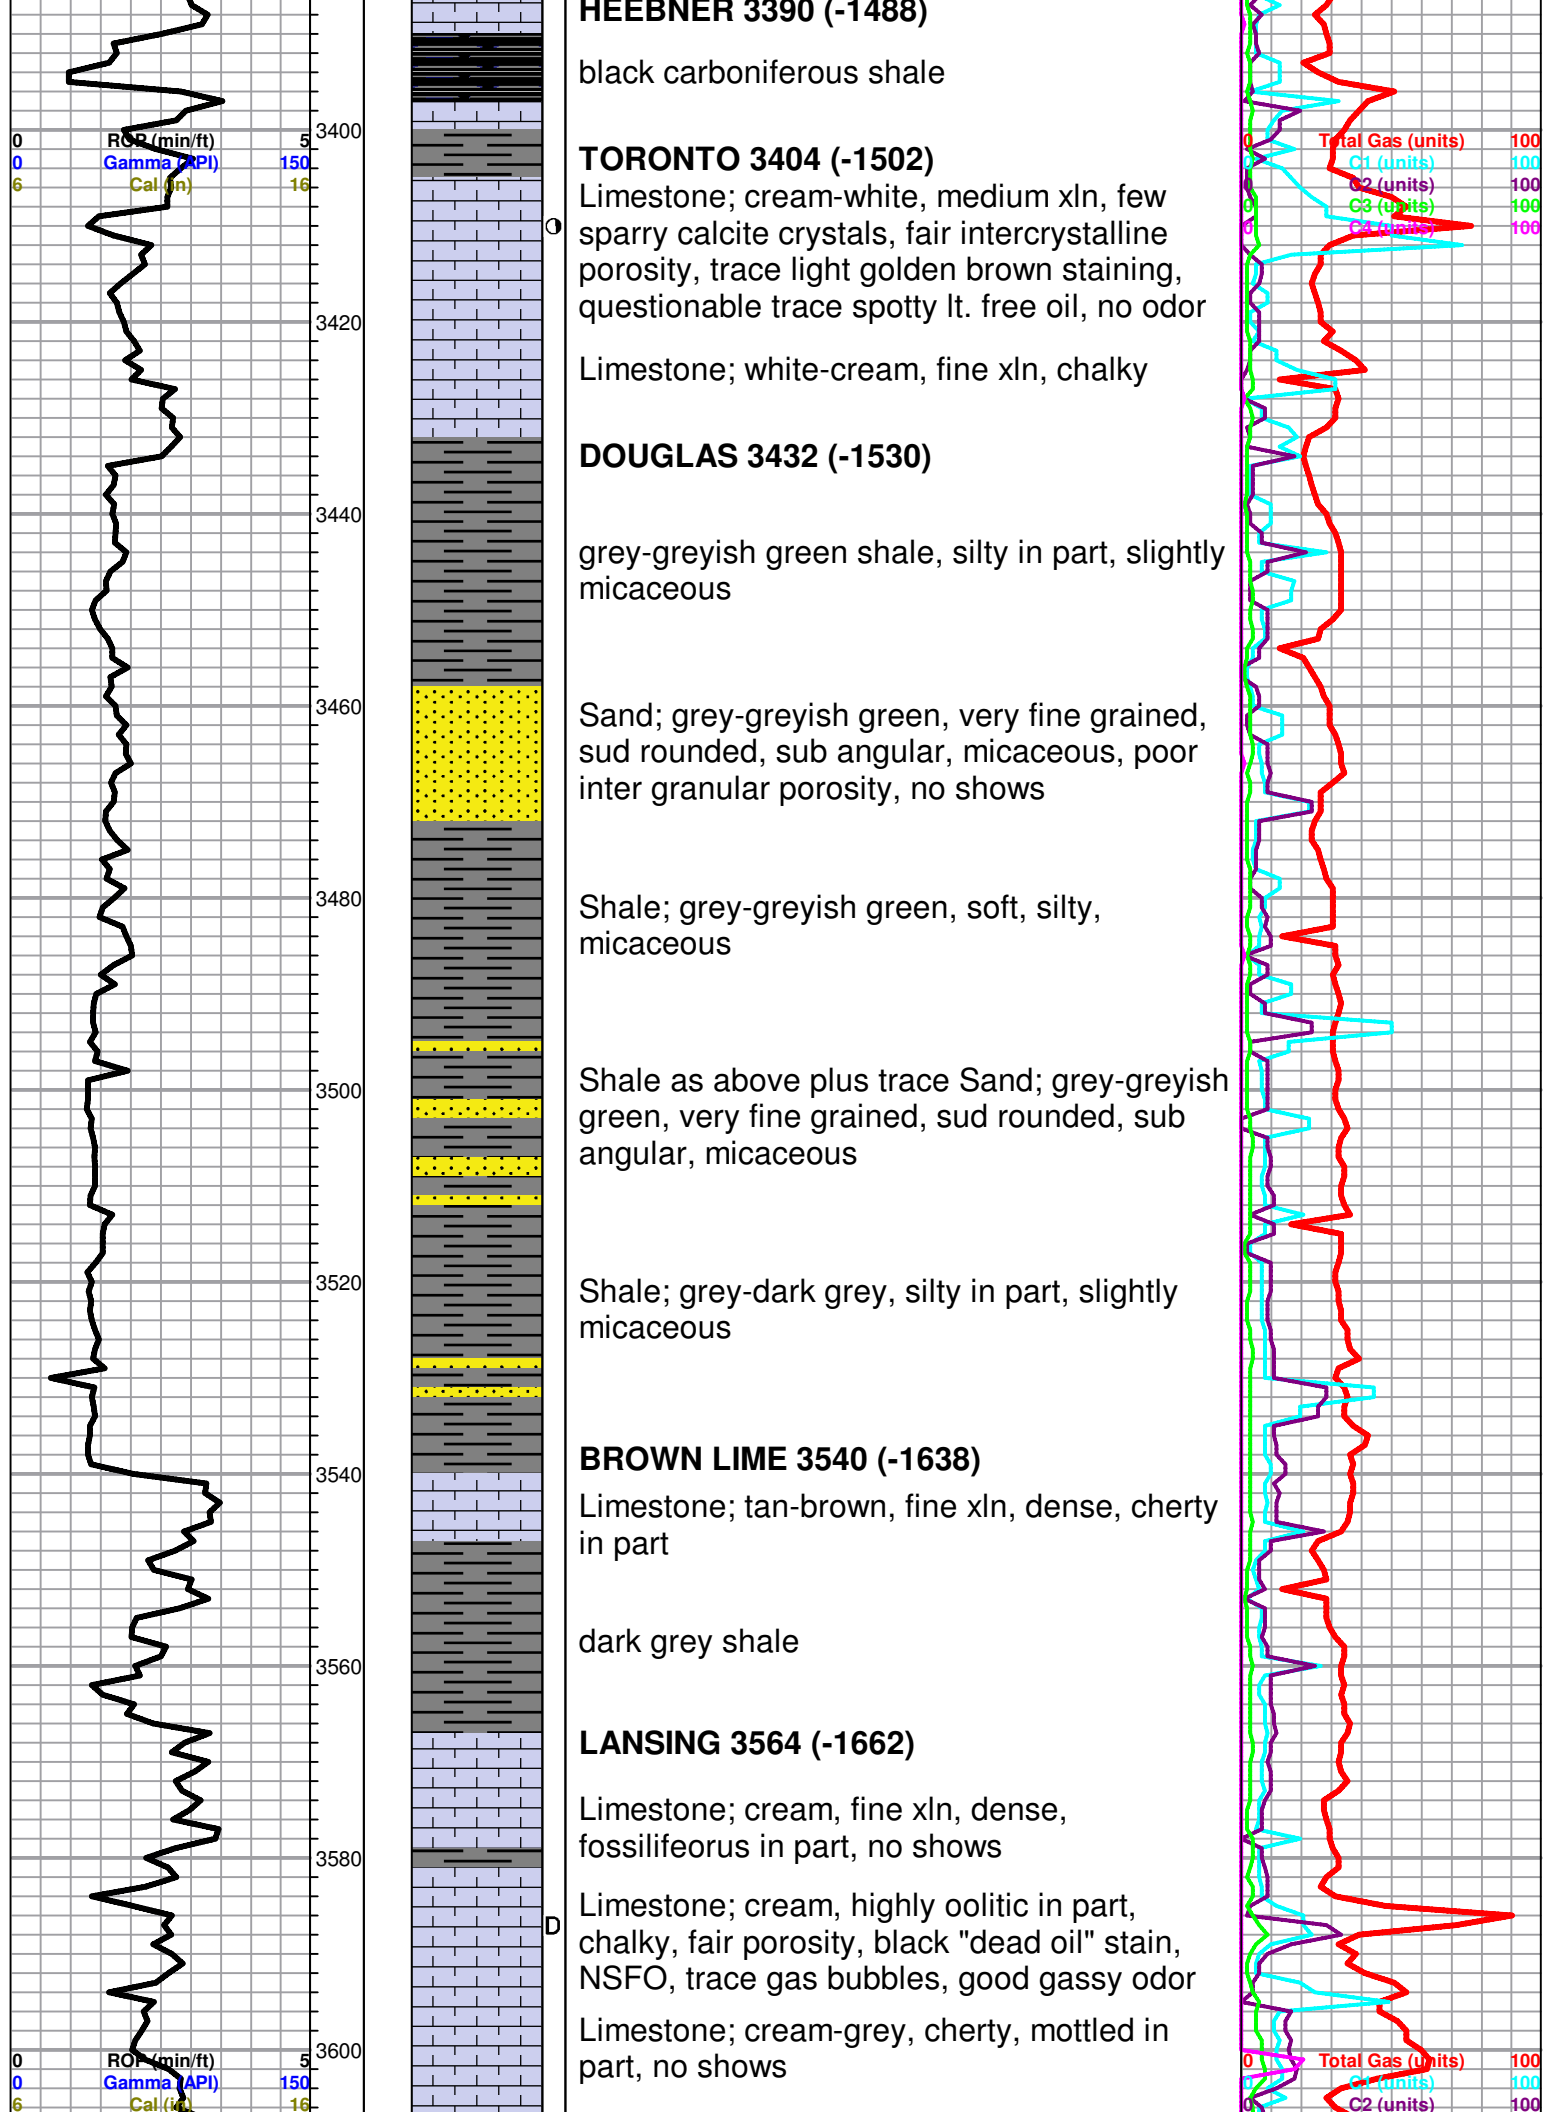 HEEBNER 3390 (-1488)
black carboniferous shale
3400
0 ROP (min/ft) 5
0 Gamma (API) 150
6 Cal (in) 16
0 Total Gas (units) 100
0 C1 (units) 100
0 C2 (units) 100
0 C3 (units) 100
0 C4 (units) 100
TORONTO 3404 (-1502)
Limestone; cream-white, medium xln, few
sparry calcite crystals, fair intercrystalline
porosity, trace light golden brown staining,
questionable trace spotty lt. free oil, no odor
3420
Limestone; white-cream, fine xln, chalky
DOUGLAS 3432 (-1530)
3440
grey-greyish green shale, silty in part, slightly
micaceous
3460
Sand; grey-greyish green, very fine grained,
sud rounded, sub angular, micaceous, poor
inter granular porosity, no shows
3480
Shale; grey-greyish green, soft, silty,
micaceous
3500
Shale as above plus trace Sand; grey-greyish
green, very fine grained, sud rounded, sub
angular, micaceous
3520
Shale; grey-dark grey, silty in part, slightly
micaceous
BROWN LIME 3540 (-1638)
3540
Limestone; tan-brown, fine xln, dense, cherty
in part
dark grey shale
3560
LANSING 3564 (-1662)
Limestone; cream, fine xln, dense,
fossilifeorus in part, no shows
3580
Limestone; cream, highly oolitic in part,
D
chalky, fair porosity, black "dead oil" stain,
NSFO, trace gas bubbles, good gassy odor
Limestone; cream-grey, cherty, mottled in
part, no shows
3600
0 ROP (min/ft) 5
0 Gamma (API) 150
6 Cal (in) 16
0 Total Gas (units) 100
0 C1 (units) 100
0 C2 (units) 100